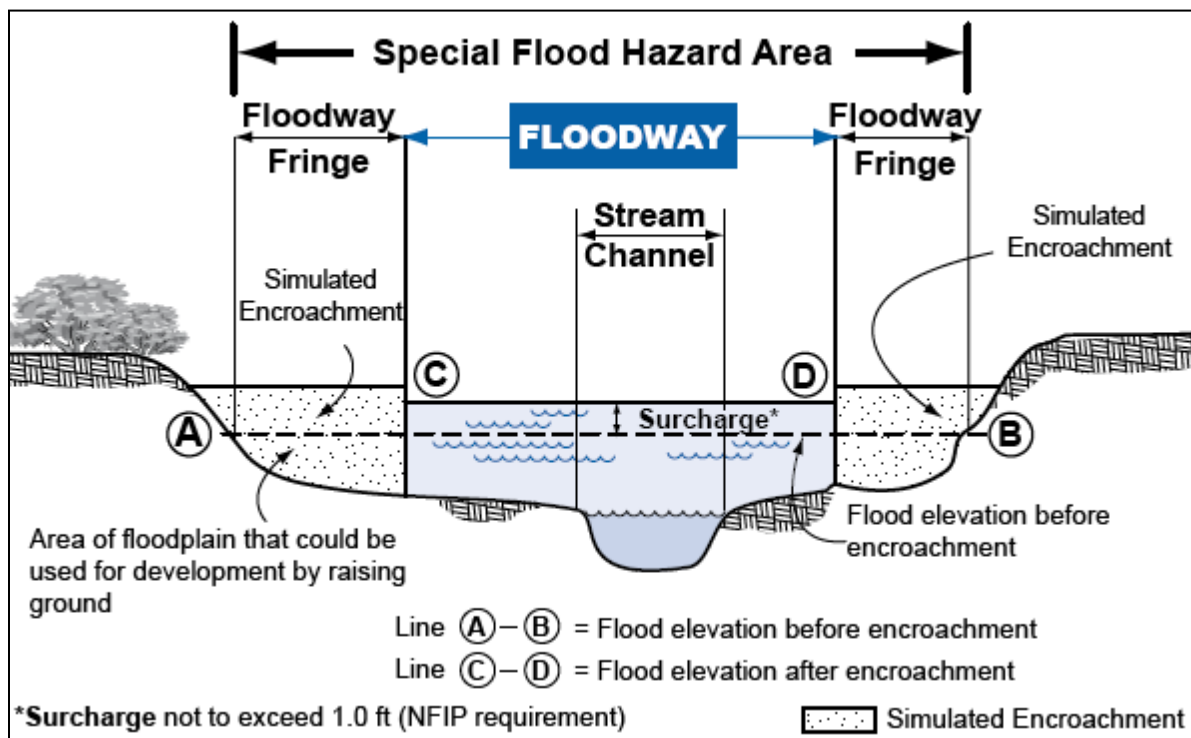 Special Flood Hazard Area
Floodway
Fringe
FLOODWAY
Floodway
Fringe
Stream
Channel
Simulated
Encroachment
Simulated
Encroachment
C
D
Surcharge*
A
B
Area of floodplain that could be
used for development by raising
ground
Flood elevation before
encroachment
Line A – B = Flood elevation before encroachment
Line C – D = Flood elevation after encroachment
*Surcharge not to exceed 1.0 ft (NFIP requirement)
Simulated Encroachment